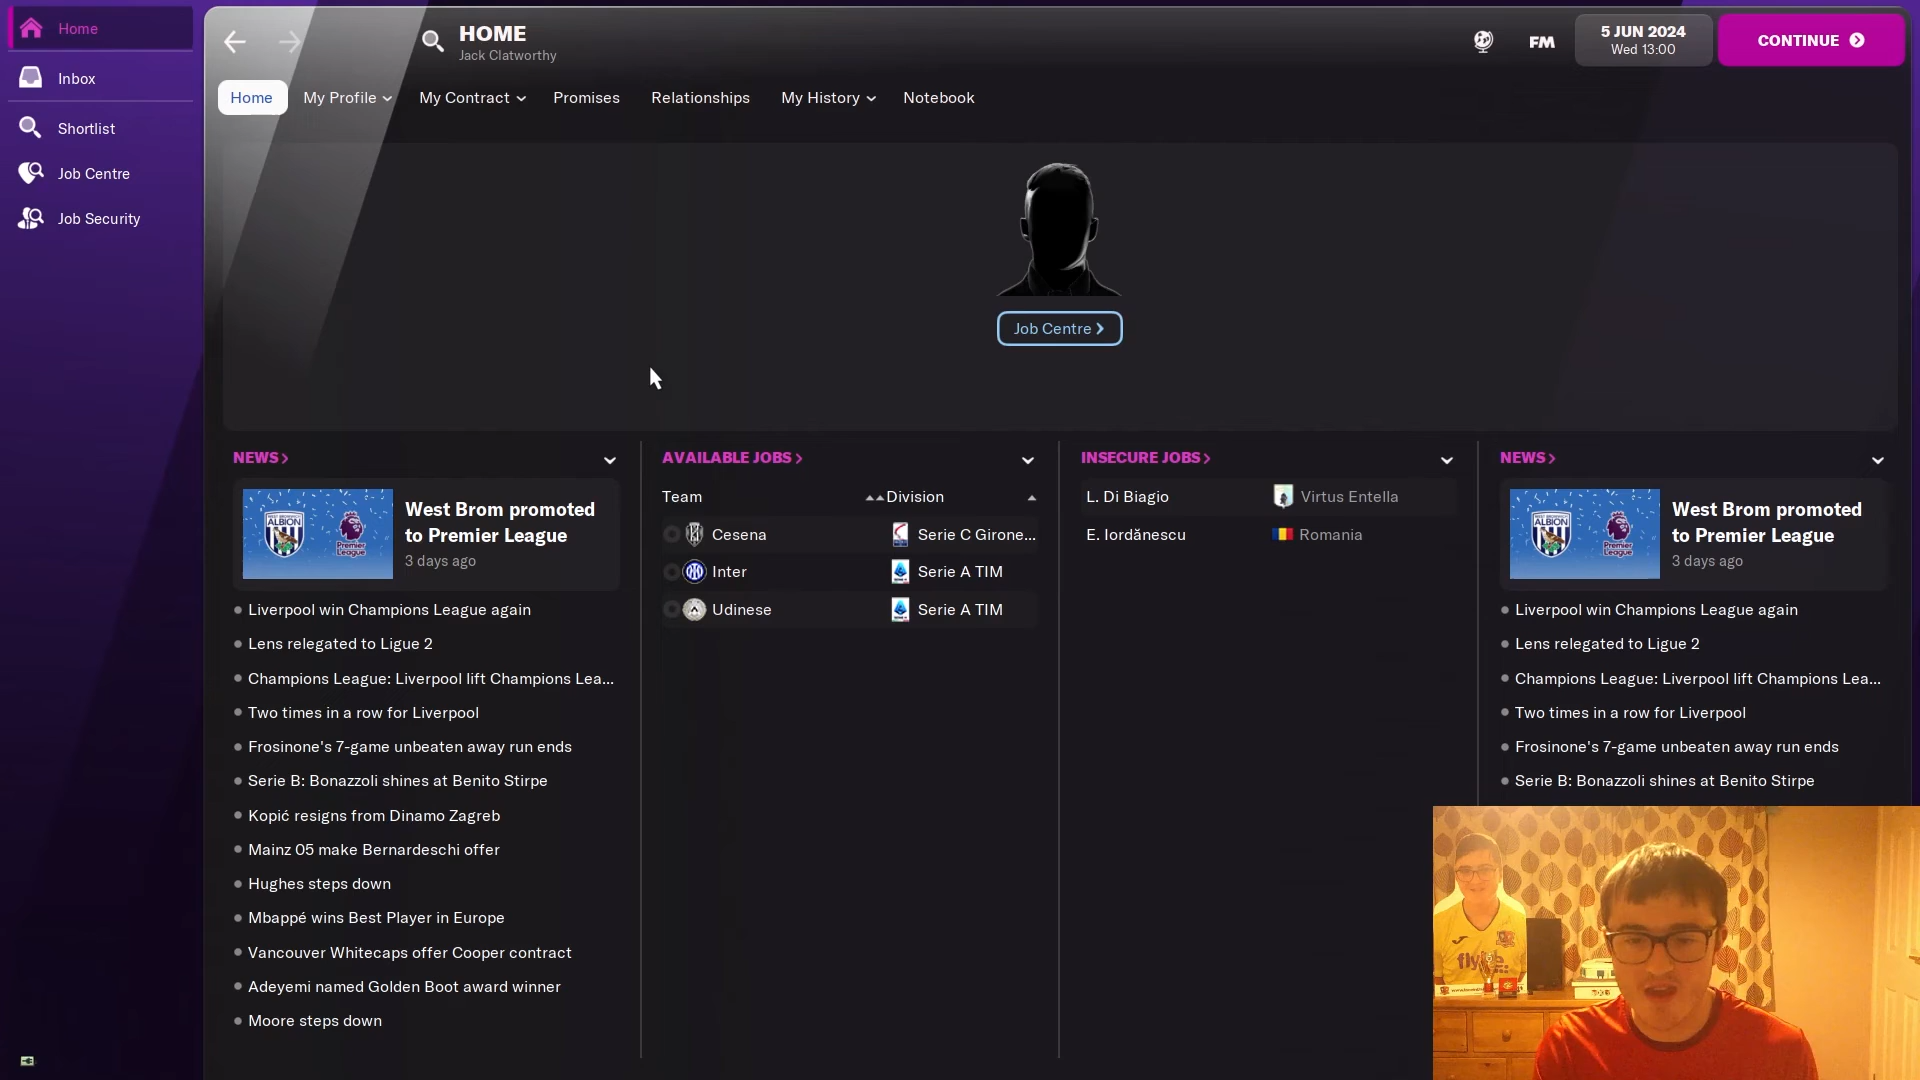 Home
Inbox
Shortlist
Job Centre
Job Security
HOME
Jack Clatworthy
FM
5 JUN 2024
Wed 13:00
CONTINUE
Home
My Profile
My Contract
Promises
Relationships
My History
Notebook
Job Centre
NEWS
West Brom promoted
to Premier League
3 days ago
Liverpool win Champions League again
Lens relegated to Ligue 2
Champions League: Liverpool lift Champions Lea...
Two times in a row for Liverpool
Frosinone's 7-game unbeaten away run ends
Serie B: Bonazzoli shines at Benito Stirpe
Kopić resigns from Dinamo Zagreb
Mainz 05 make Bernardeschi offer
Hughes steps down
Mbappé wins Best Player in Europe
Vancouver Whitecaps offer Cooper contract
Adeyemi named Golden Boot award winner
Moore steps down
AVAILABLE JOBS
Team Division
Cesena Serie C Girone...
Inter Serie A TIM
Udinese Serie A TIM
INSECURE JOBS
L. Di Biagio Virtus Entella
E. Iordănescu Romania
NEWS
West Brom promoted
to Premier League
3 days ago
Liverpool win Champions League again
Lens relegated to Ligue 2
Champions League: Liverpool lift Champions Lea...
Two times in a row for Liverpool
Frosinone's 7-game unbeaten away run ends
Serie B: Bonazzoli shines at Benito Stirpe